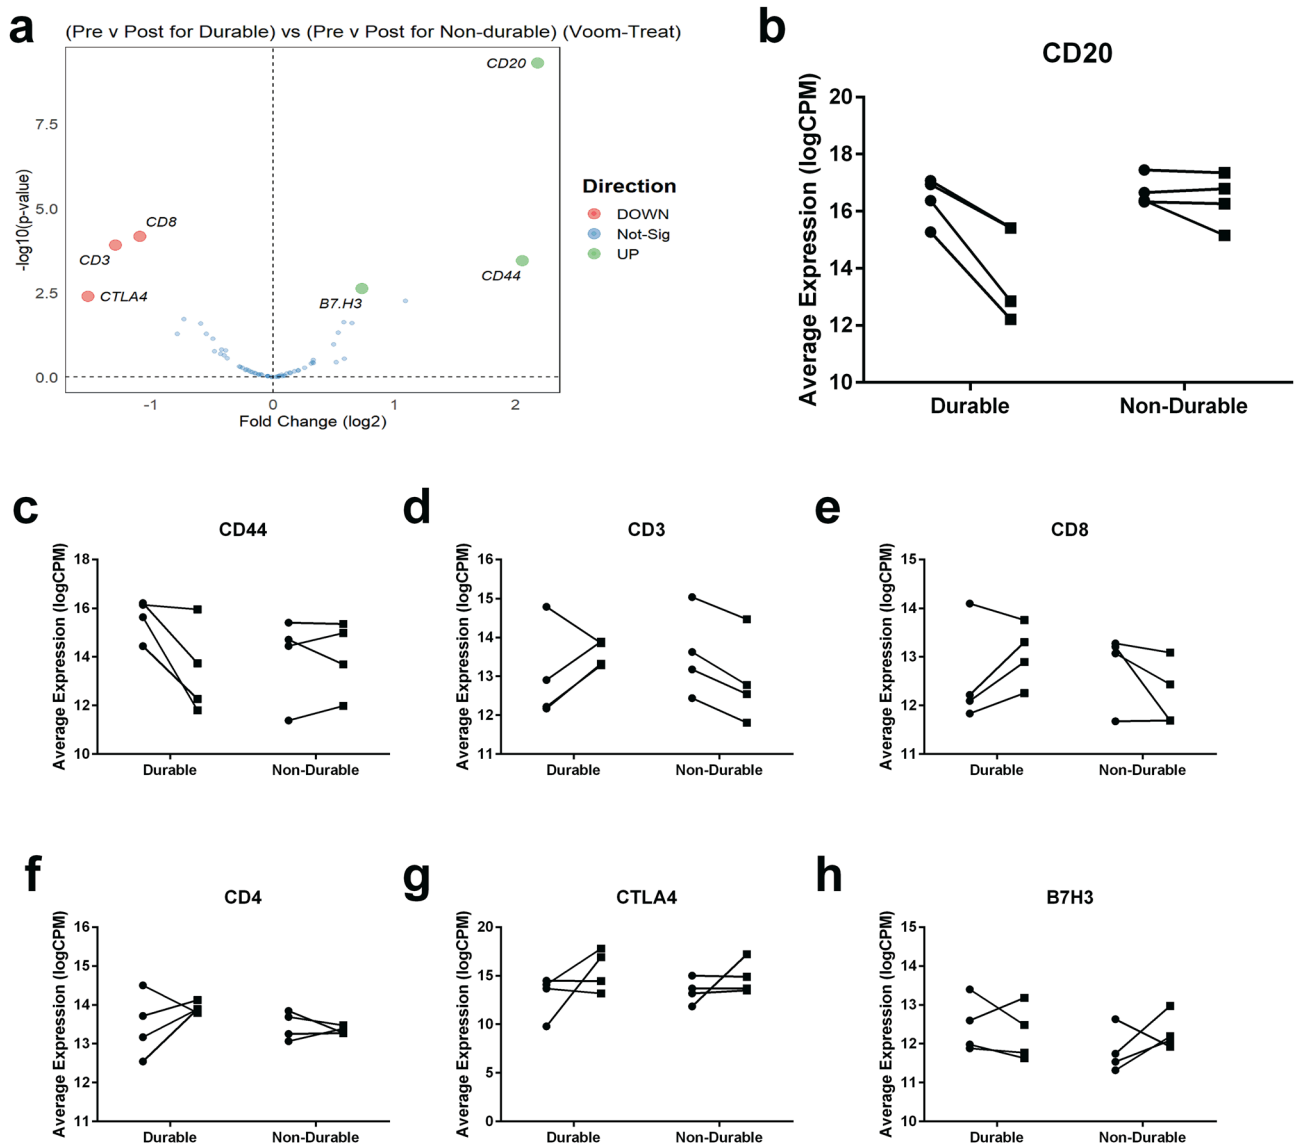 a
(Pre v Post for Durable) vs (Pre v Post for Non-durable) (Voom-Treat)
-log10(p-value)
7.5
5.0
2.5
0.0
CD20
CD8
CD3
CTLA4
CD44
B7.H3
-1
0
1
2
Fold Change (log2)
Direction
DOWN
Not-Sig
UP
b
CD20
Average Expression (logCPM)
20
18
16
14
12
10
Durable
Non-Durable
c
CD44
Average Expression (logCPM)
18
16
14
12
10
Durable
Non-Durable
d
CD3
Average Expression (logCPM)
16
15
14
13
12
11
Durable
Non-Durable
e
CD8
Average Expression (logCPM)
15
14
13
12
11
Durable
Non-Durable
f
CD4
Average Expression (logCPM)
16
15
14
13
12
11
Durable
Non-Durable
g
CTLA4
Average Expression (logCPM)
20
15
10
5
0
Durable
Non-Durable
h
B7H3
Average Expression (logCPM)
15
14
13
12
11
10
Durable
Non-Durable